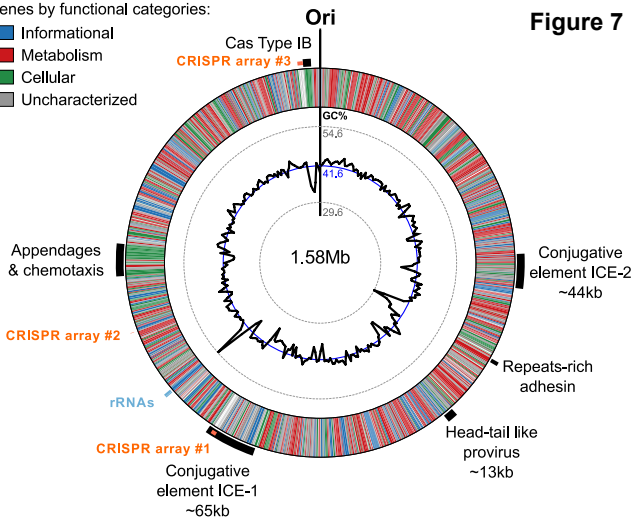 enes by functional categories:
Informational
Metabolism
Cellular
Uncharacterized
Ori
Figure 7
Cas Type IB
CRISPR array #3
GC%
54.6
41.6
29.6
1.58Mb
Appendages
& chemotaxis
Conjugative
element ICE-2
~44kb
CRISPR array #2
Repeats-rich
adhesin
rRNAs
Head-tail like
provirus
~13kb
CRISPR array #1
Conjugative
element ICE-1
~65kb